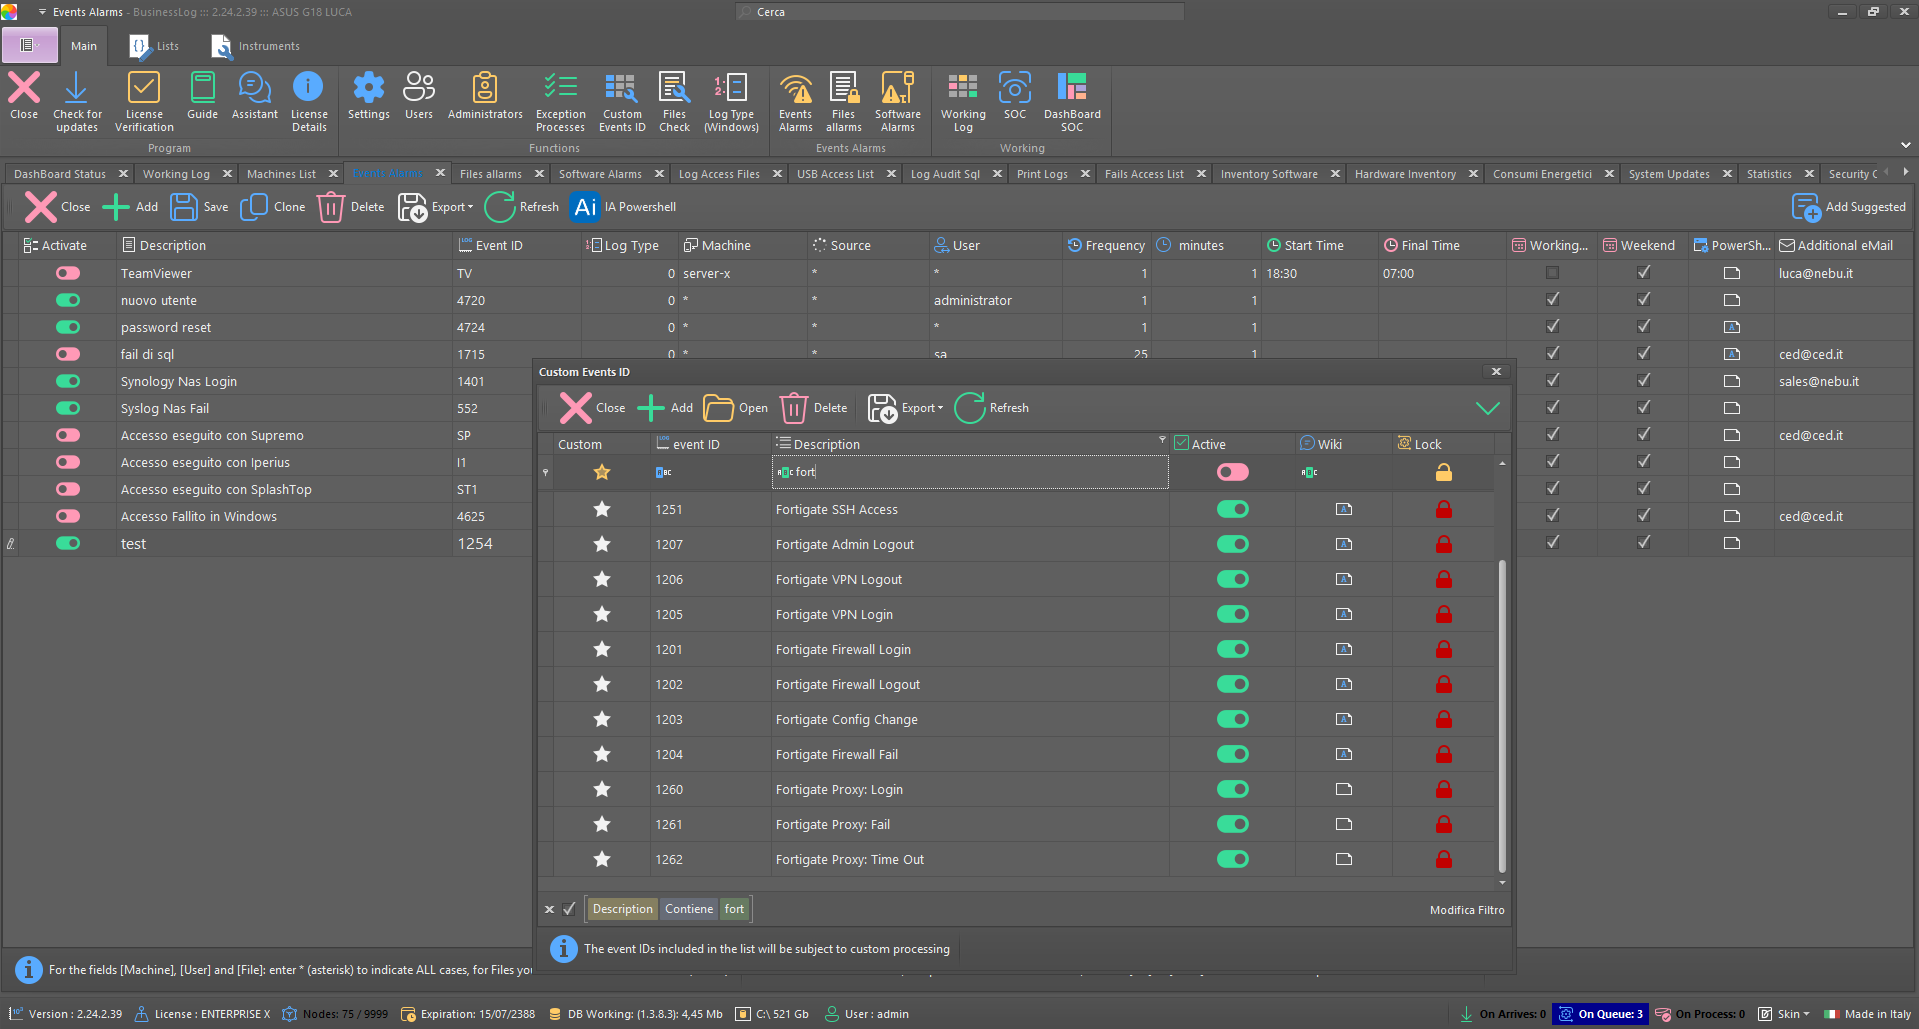 Events Alarms - BusinessLog ::: 2.24.2.39 ::: ASUS G18 LUCA
Cerca
Main Lists Instruments
Close Check for updates License Verification Guide Assistant License Details Settings Users Administrators Exception Processes Custom Events ID Files Check Log Type (Windows) Events Alarms Files allarms Software Alarms Working Log SOC DashBoard SOC
Program Functions Events Alarms Working
DashBoard Status Working Log Machines List Events Alarms Files allarms Software Alarms Log Access Files USB Access List Log Audit Sql Print Logs Fails Access List Inventory Software Hardware Inventory Consumi Energetici System Updates Statistics Security C
Close Add Save Clone Delete Export Refresh Ai IA Powershell Add Suggested
Activate Description Event ID Log Type Machine Source User Frequency minutes Start Time Final Time Working... Weekend PowerSh... Additional eMail
TeamViewer TV 0 server-x * * 1 1 18:30 07:00 luca@nebu.it
nuovo utente 4720 0 * * administrator 1 1
password reset 4724 0 * * * 1 1
fail di sql 1715 0 * * sa 25 1 ced@ced.it
Synology Nas Login 1401 sales@nebu.it
Syslog Nas Fail 552
Accesso eseguito con Supremo SP ced@ced.it
Accesso eseguito con Iperius I1
Accesso eseguito con SplashTop ST1
Accesso Fallito in Windows 4625 ced@ced.it
test 1254
Custom Events ID
Close Add Open Delete Export Refresh
Custom event ID Description Active Wiki Lock
fort
1251 Fortigate SSH Access
1207 Fortigate Admin Logout
1206 Fortigate VPN Logout
1205 Fortigate VPN Login
1201 Fortigate Firewall Login
1202 Fortigate Firewall Logout
1203 Fortigate Config Change
1204 Fortigate Firewall Fail
1260 Fortigate Proxy: Login
1261 Fortigate Proxy: Fail
1262 Fortigate Proxy: Time Out
Description Contiene fort Modifica Filtro
The event IDs included in the list will be subject to custom processing
For the fields [Machine], [User] and [File]: enter * (asterisk) to indicate ALL cases, for Files you
Version : 2.24.2.39 License : ENTERPRISE X Nodes: 75 / 9999 Expiration: 15/07/2388 DB Working: (1.3.8.3): 4,45 Mb C:\ 521 Gb User : admin On Arrives: 0 On Queue: 3 On Process: 0 Skin Made in Italy